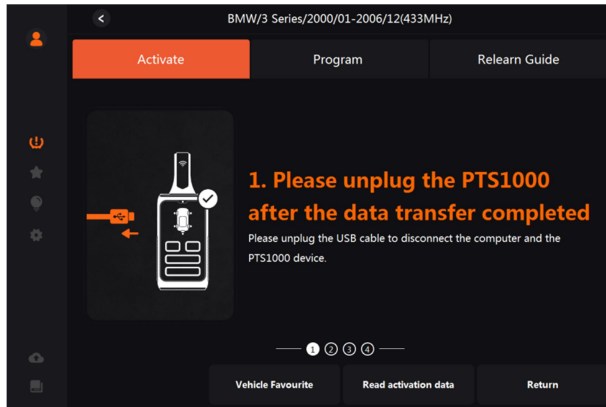 BMW/3 Series/2000/01-2006/12(433MHz)
Activate
Program
Relearn Guide
1. Please unplug the PTS1000
after the data transfer completed
Please unplug the USB cable to disconnect the computer and the
PTS1000 device.
1 2 3 4
Vehicle Favourite
Read activation data
Return